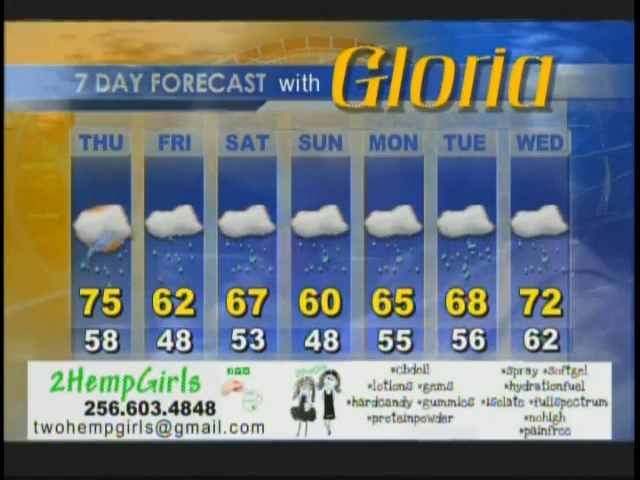 7 DAY FORECAST with Gloria
THU FRI SAT SUN MON TUE WED
75 62 67 60 65 68 72
58 48 53 48 55 56 62
2HempGirls
256.603.4848
twohempgirls@gmail.com
•cbdoil
•lotions •gems
•hardcandy •gummies
•proteinpowder
•spray •softgel
•hydrationfuel
•isolate •fullspectrum
•nohigh
•painfree